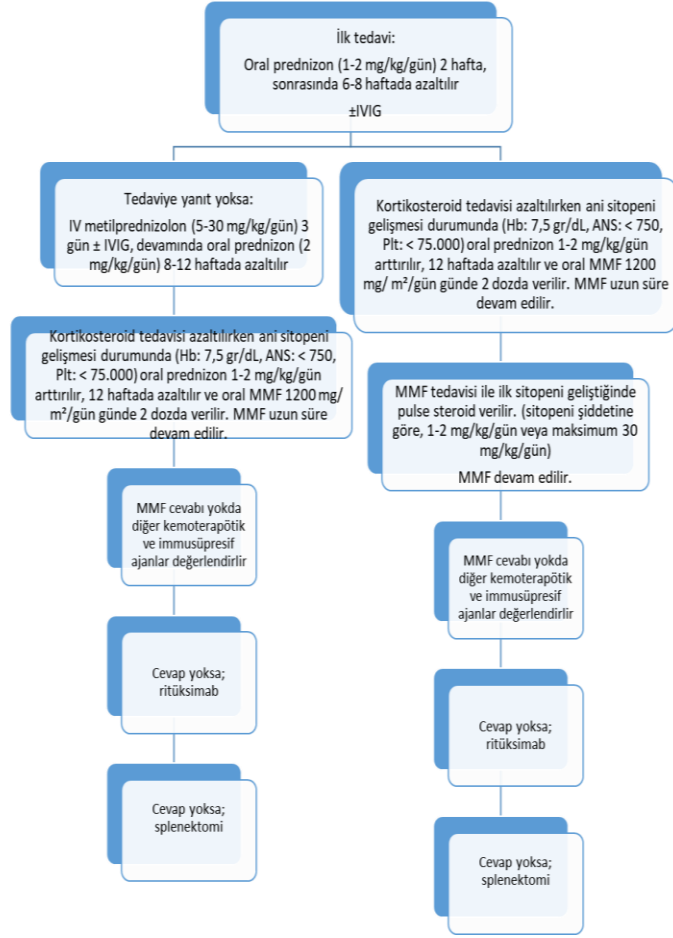 İlk tedavi:
Oral prednizon (1-2 mg/kg/gün) 2 hafta,
sonrasında 6-8 haftada azaltılır
±IVIG
Tedaviye yanıt yoksa:
IV metilprednizolon (5-30 mg/kg/gün) 3
gün ± IVIG, devamında oral prednizon (2
mg/kg/gün) 8-12 haftada azaltılır
Kortikosteroid tedavisi azaltılırken ani sitopeni
gelişmesi durumunda (Hb: 7,5 gr/dL, ANS: < 750,
Plt: < 75.000) oral prednizon 1-2 mg/kg/gün
arttırılır, 12 haftada azaltılır ve oral MMF 1200 mg/
m²/gün günde 2 dozda verilir. MMF uzun süre
devam edilir.
MMF cevabı yokda
diğer kemoterapötik
ve immusüpresif
ajanlar değerlendirlir
Cevap yoksa;
ritüksimab
Cevap yoksa;
splenektomi
Kortikosteroid tedavisi azaltılırken ani sitopeni
gelişmesi durumunda (Hb: 7,5 gr/dL, ANS: < 750,
Plt: < 75.000) oral prednizon 1-2 mg/kg/gün
arttırılır, 12 haftada azaltılır ve oral MMF 1200
mg/ m²/gün günde 2 dozda verilir. MMF uzun süre
devam edilir.
MMF tedavisi ile ilk sitopeni geliştiğinde
pulse steroid verilir. (sitopeni şiddetine
göre, 1-2 mg/kg/gün veya maksimum 30
mg/kg/gün)
MMF devam edilir.
MMF cevabı yokda
diğer kemoterapötik
ve immusüpresif
ajanlar değerlendirlir
Cevap yoksa;
ritüksimab
Cevap yoksa;
splenektomi